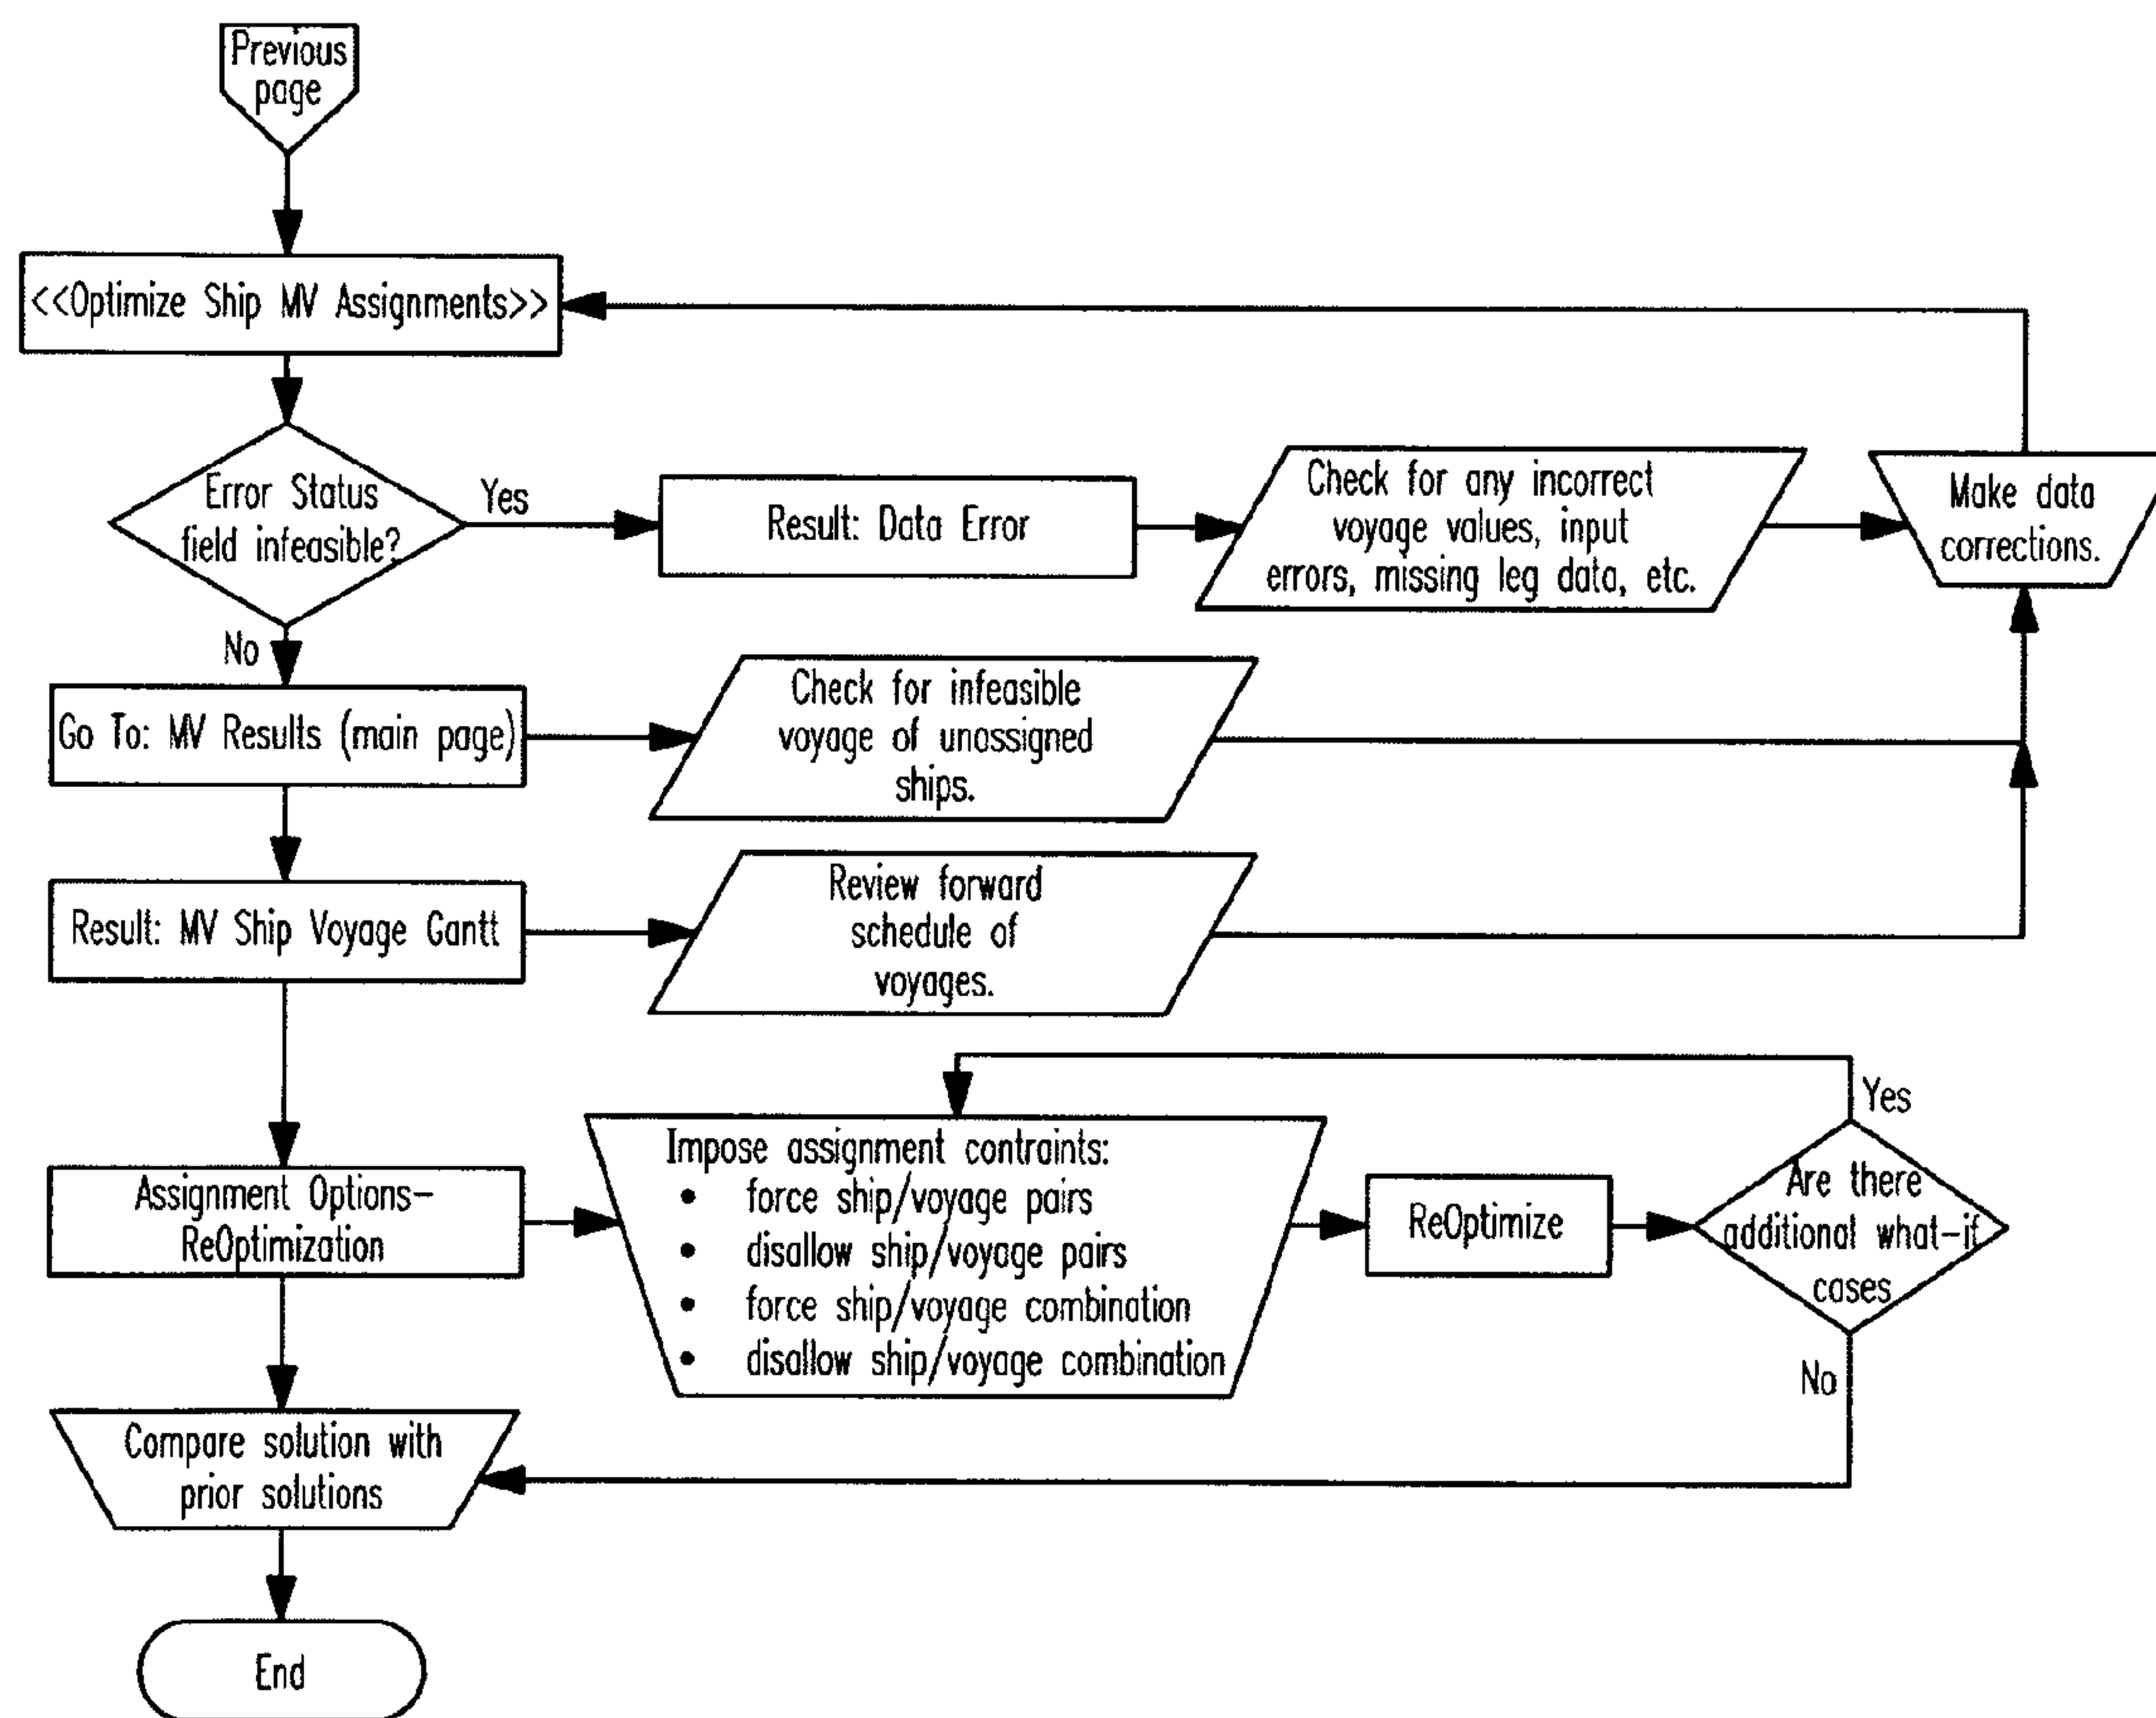 Previous
page
<<Optimize Ship MV Assignments>>
Error Status
field infeasible?
Yes
Result: Data Error
Check for any incorrect
voyage values, input
errors, missing leg data, etc.
Make data
corrections.
No
Go To: MV Results (main page)
Check for infeasible
voyage of unassigned
ships.
Result: MV Ship Voyage Gantt
Review forward
schedule of
voyages.
Assignment Options-
ReOptimization
Impose assignment contraints:
• force ship/voyage pairs
• disallow ship/voyage pairs
• force ship/voyage combination
• disallow ship/voyage combination
ReOptimize
Are there
additional what-if
cases
Yes
No
Compare solution with
prior solutions
End